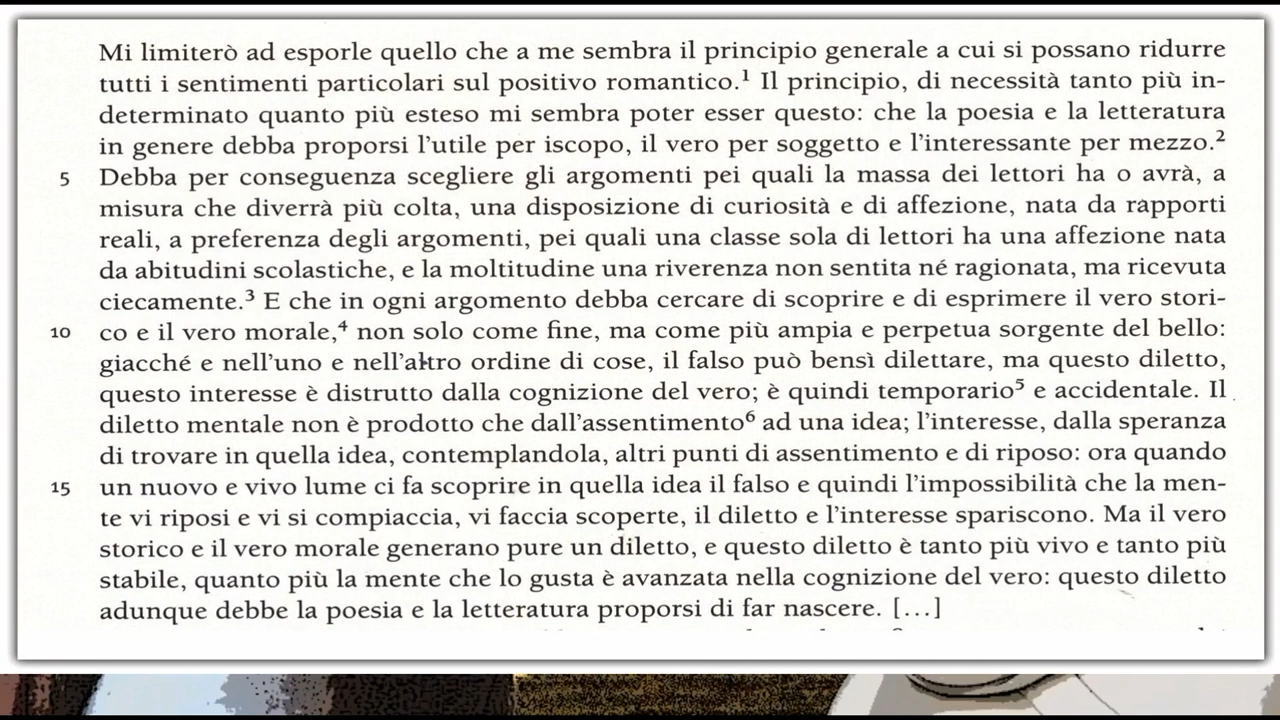 Mi limiterò ad esporle quello che a me sembra il principio generale a cui si possano ridurre
tutti i sentimenti particolari sul positivo romantico.¹ Il principio, di necessità tanto più in-
determinato quanto più esteso mi sembra poter esser questo: che la poesia e la letteratura
in genere debba proporsi l'utile per iscopo, il vero per soggetto e l'interessante per mezzo.²
5 Debba per conseguenza scegliere gli argomenti pei quali la massa dei lettori ha o avrà, a
misura che diverrà più colta, una disposizione di curiosità e di affezione, nata da rapporti
reali, a preferenza degli argomenti, pei quali una classe sola di lettori ha una affezione nata
da abitudini scolastiche, e la moltitudine una riverenza non sentita né ragionata, ma ricevuta
ciecamente.³ E che in ogni argomento debba cercare di scoprire e di esprimere il vero stori-
10 co e il vero morale,⁴ non solo come fine, ma come più ampia e perpetua sorgente del bello:
giacché e nell'uno e nell'altro ordine di cose, il falso può bensì dilettare, ma questo diletto,
questo interesse è distrutto dalla cognizione del vero; è quindi temporario⁵ e accidentale. Il
diletto mentale non è prodotto che dall'assentimento⁶ ad una idea; l'interesse, dalla speranza
di trovare in quella idea, contemplandola, altri punti di assentimento e di riposo: ora quando
15 un nuovo e vivo lume ci fa scoprire in quella idea il falso e quindi l'impossibilità che la men-
te vi riposi e vi si compiaccia, vi faccia scoperte, il diletto e l'interesse spariscono. Ma il vero
storico e il vero morale generano pure un diletto, e questo diletto è tanto più vivo e tanto più
stabile, quanto più la mente che lo gusta è avanzata nella cognizione del vero: questo diletto
adunque debbe la poesia e la letteratura proporsi di far nascere. […]